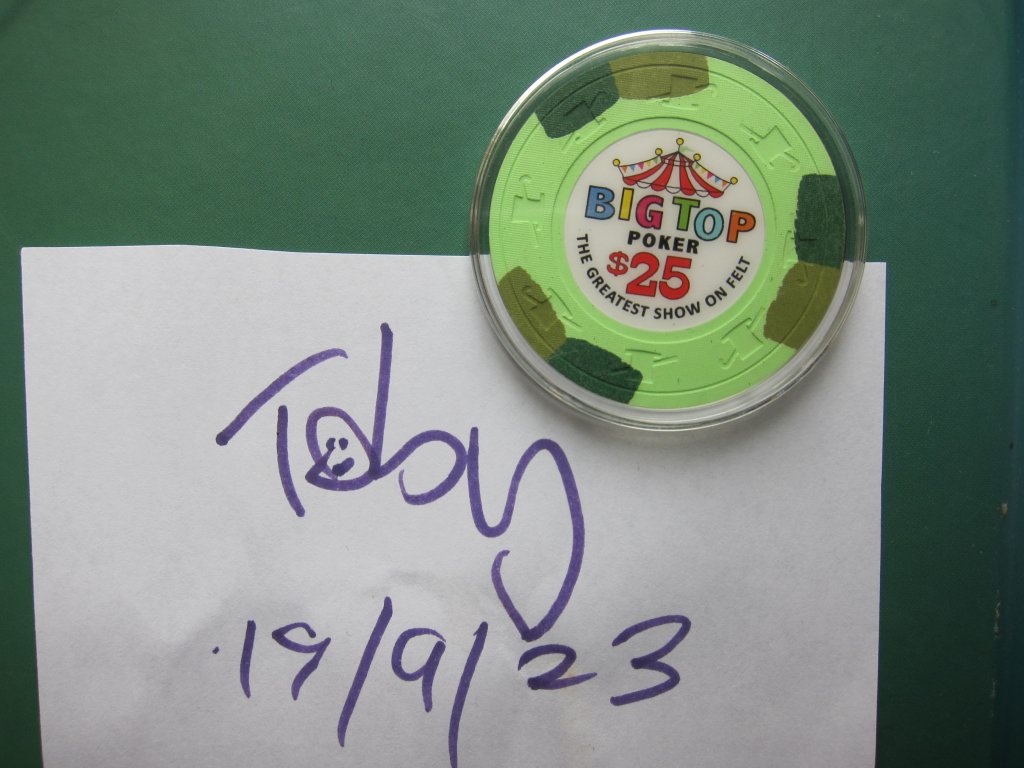 BIG TOP
POKER
$25
THE GREATEST SHOW ON FELT
Toby
19/9/23